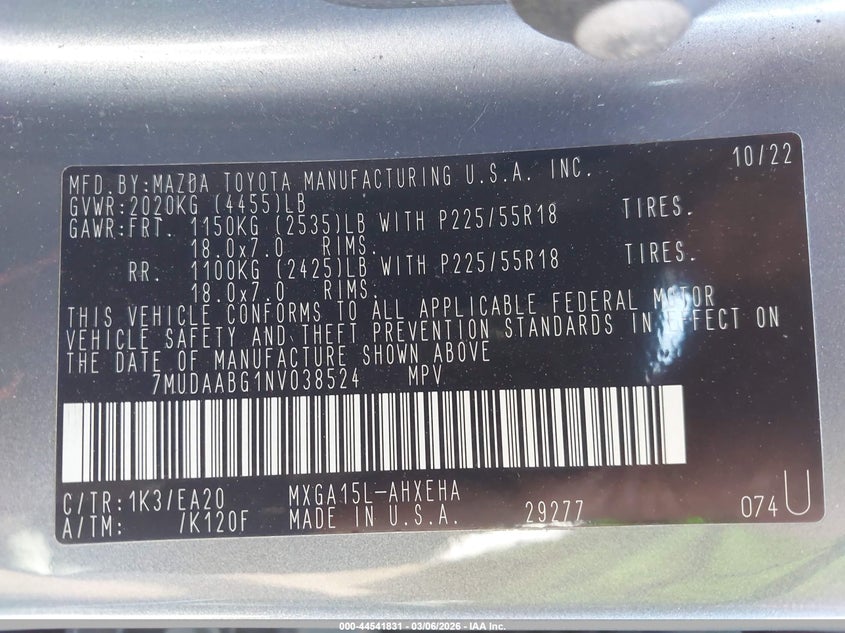 MFD.BY:MAZDA TOYOTA MANUFACTURING U.S.A. INC. 10/22
GVWR:2020KG (4455)LB
GAWR:FRT. 1150KG (2535)LB WITH P225/55R18 TIRES.
18.0x7.0 RIMS.
RR. 1100KG (2425)LB WITH P225/55R18 TIRES.
18.0x7.0 RIMS.
THIS VEHICLE CONFORMS TO ALL APPLICABLE FEDERAL MOTOR
VEHICLE SAFETY AND THEFT PREVENTION STANDARDS IN EFFECT ON
THE DATE OF MANUFACTURE SHOWN ABOVE
7MUDAABG1NV038524 MPV
C/TR:1K3/EA20 MXGA15L-AHXEHA
A/TM: /K120F MADE IN U.S.A. 29277 074U
000-44541831 - 03/06/2026 - IAA Inc.